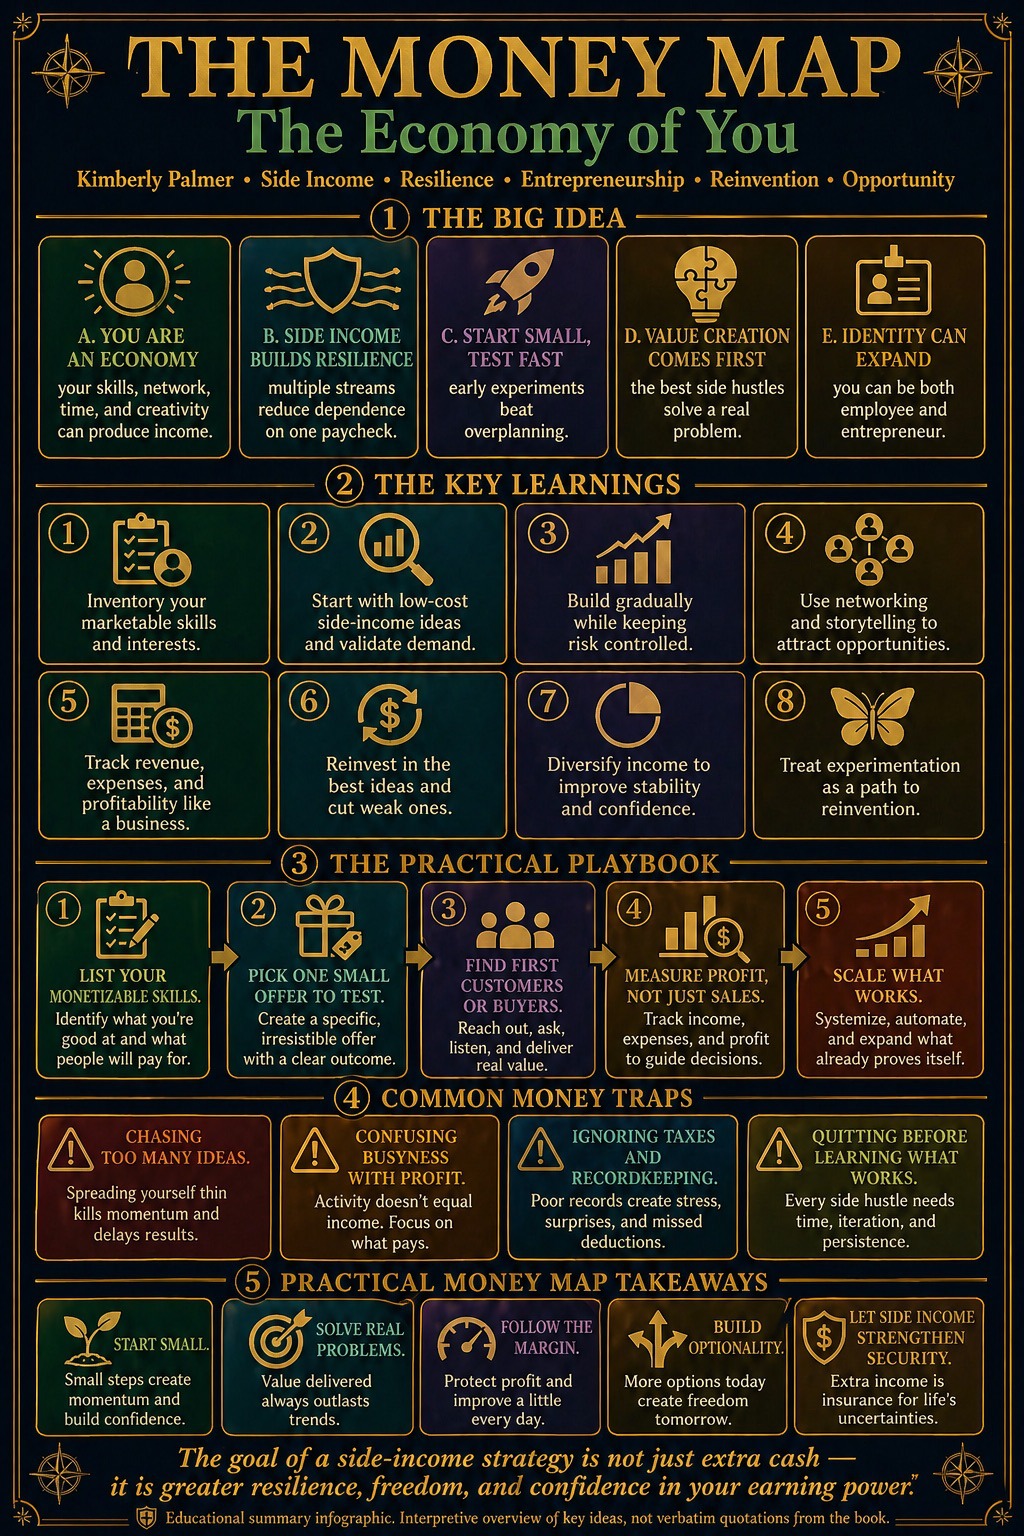 THE MONEY MAP
The Economy of You
Kimberly Palmer • Side Income • Resilience • Entrepreneurship • Reinvention • Opportunity
1 THE BIG IDEA
A. YOU ARE
AN ECONOMY
your skills, network,
time, and creativity
can produce income.
B. SIDE INCOME
BUILDS RESILIENCE
multiple streams
reduce dependence
on one paycheck.
C. START SMALL,
TEST FAST
early experiments
beat
overplanning.
D. VALUE CREATION
COMES FIRST
the best side hustles
solve a real
problem.
E. IDENTITY CAN
EXPAND
you can be both
employee and
entrepreneur.
2 THE KEY LEARNINGS
1
Inventory your
marketable skills
and interests.
2
Start with low-cost
side-income ideas
and validate demand.
3
Build gradually
while keeping
risk controlled.
4
Use networking
and storytelling to
attract opportunities.
5
$
Track revenue,
expenses, and
profitability like
a business.
6
$
Reinvest in the
best ideas and
cut weak ones.
7
Diversify income to
improve stability
and confidence.
8
Treat experimentation
as a path to
reinvention.
3 THE PRACTICAL PLAYBOOK
1
LIST YOUR
MONETIZABLE SKILLS.
Identify what you're
good at and what
people will pay for.
2
$
PICK ONE SMALL
OFFER TO TEST.
Create a specific,
irresistible offer
with a clear outcome.
3
FIND FIRST
CUSTOMERS
OR BUYERS.
Reach out, ask,
listen, and deliver
real value.
4
$
MEASURE PROFIT,
NOT JUST SALES.
Track income,
expenses, and profit
to guide decisions.
5
SCALE WHAT
WORKS.
Systemize, automate,
and expand what
already proves itself.
4 COMMON MONEY TRAPS
!
CHASING
TOO MANY IDEAS.
Spreading yourself thin
kills momentum and
delays results.
!
CONFUSING
BUSYNESS
WITH PROFIT.
Activity doesn't equal
income. Focus on
what pays.
!
IGNORING TAXES
AND
RECORDKEEPING.
Poor records create stress,
surprises, and missed
deductions.
!
QUITTING BEFORE
LEARNING WHAT
WORKS.
Every side hustle needs
time, iteration, and
persistence.
5 PRACTICAL MONEY MAP TAKEAWAYS
START SMALL.
Small steps create
momentum and
build confidence.
SOLVE REAL
PROBLEMS.
Value delivered
always outlasts
trends.
FOLLOW THE
MARGIN.
Protect profit and
improve a little
every day.
BUILD
OPTIONALITY.
More options today
create freedom
tomorrow.
$
LET SIDE INCOME
STRENGTHEN
SECURITY.
Extra income is
insurance for life's
uncertainties.
The goal of a side-income strategy is not just extra cash —
it is greater resilience, freedom, and confidence in your earning power."
Educational summary infographic. Interpretive overview of key ideas, not verbatim quotations from the book.